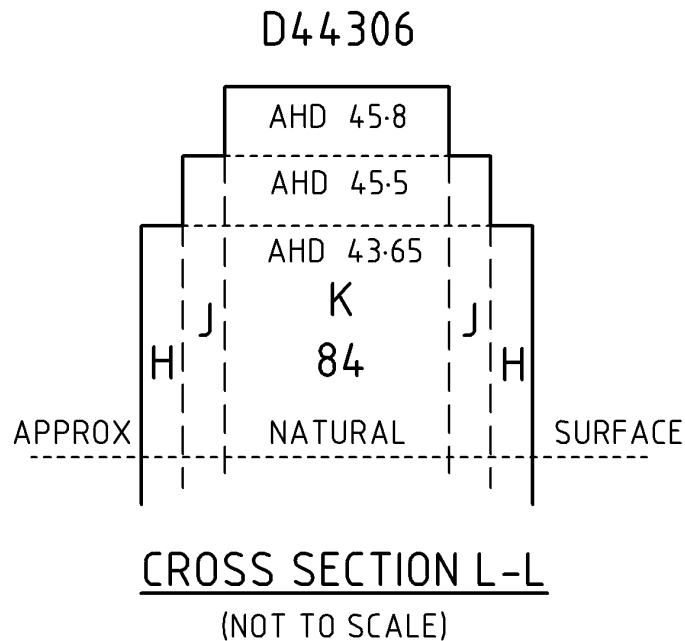 D44306
AHD 45·8
AHD 45·5
AHD 43·65
K
J J
84
H H
APPROX NATURAL SURFACE
CROSS SECTION L-L
(NOT TO SCALE)